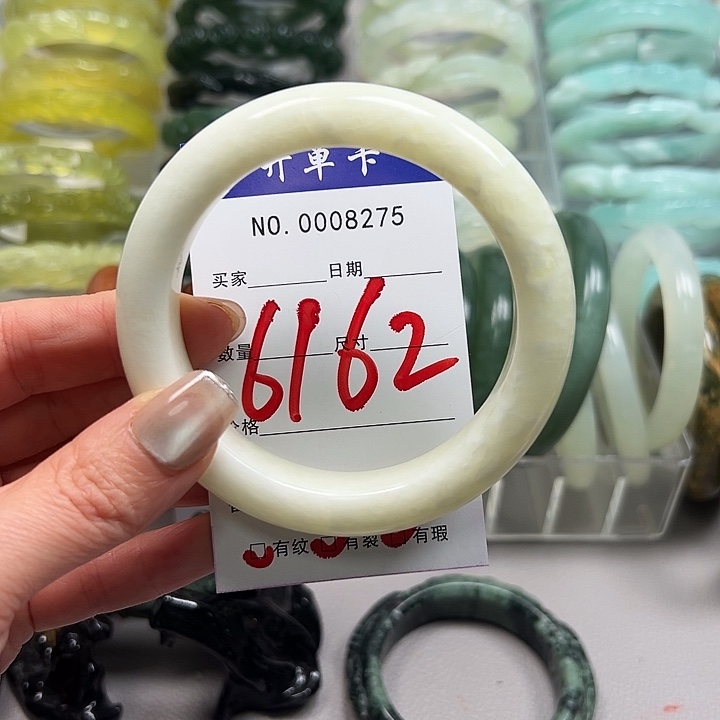 开单卡
NO. 0008275
买家 日期
6162
数量 尺寸
价格
有纹 有裂 有瑕